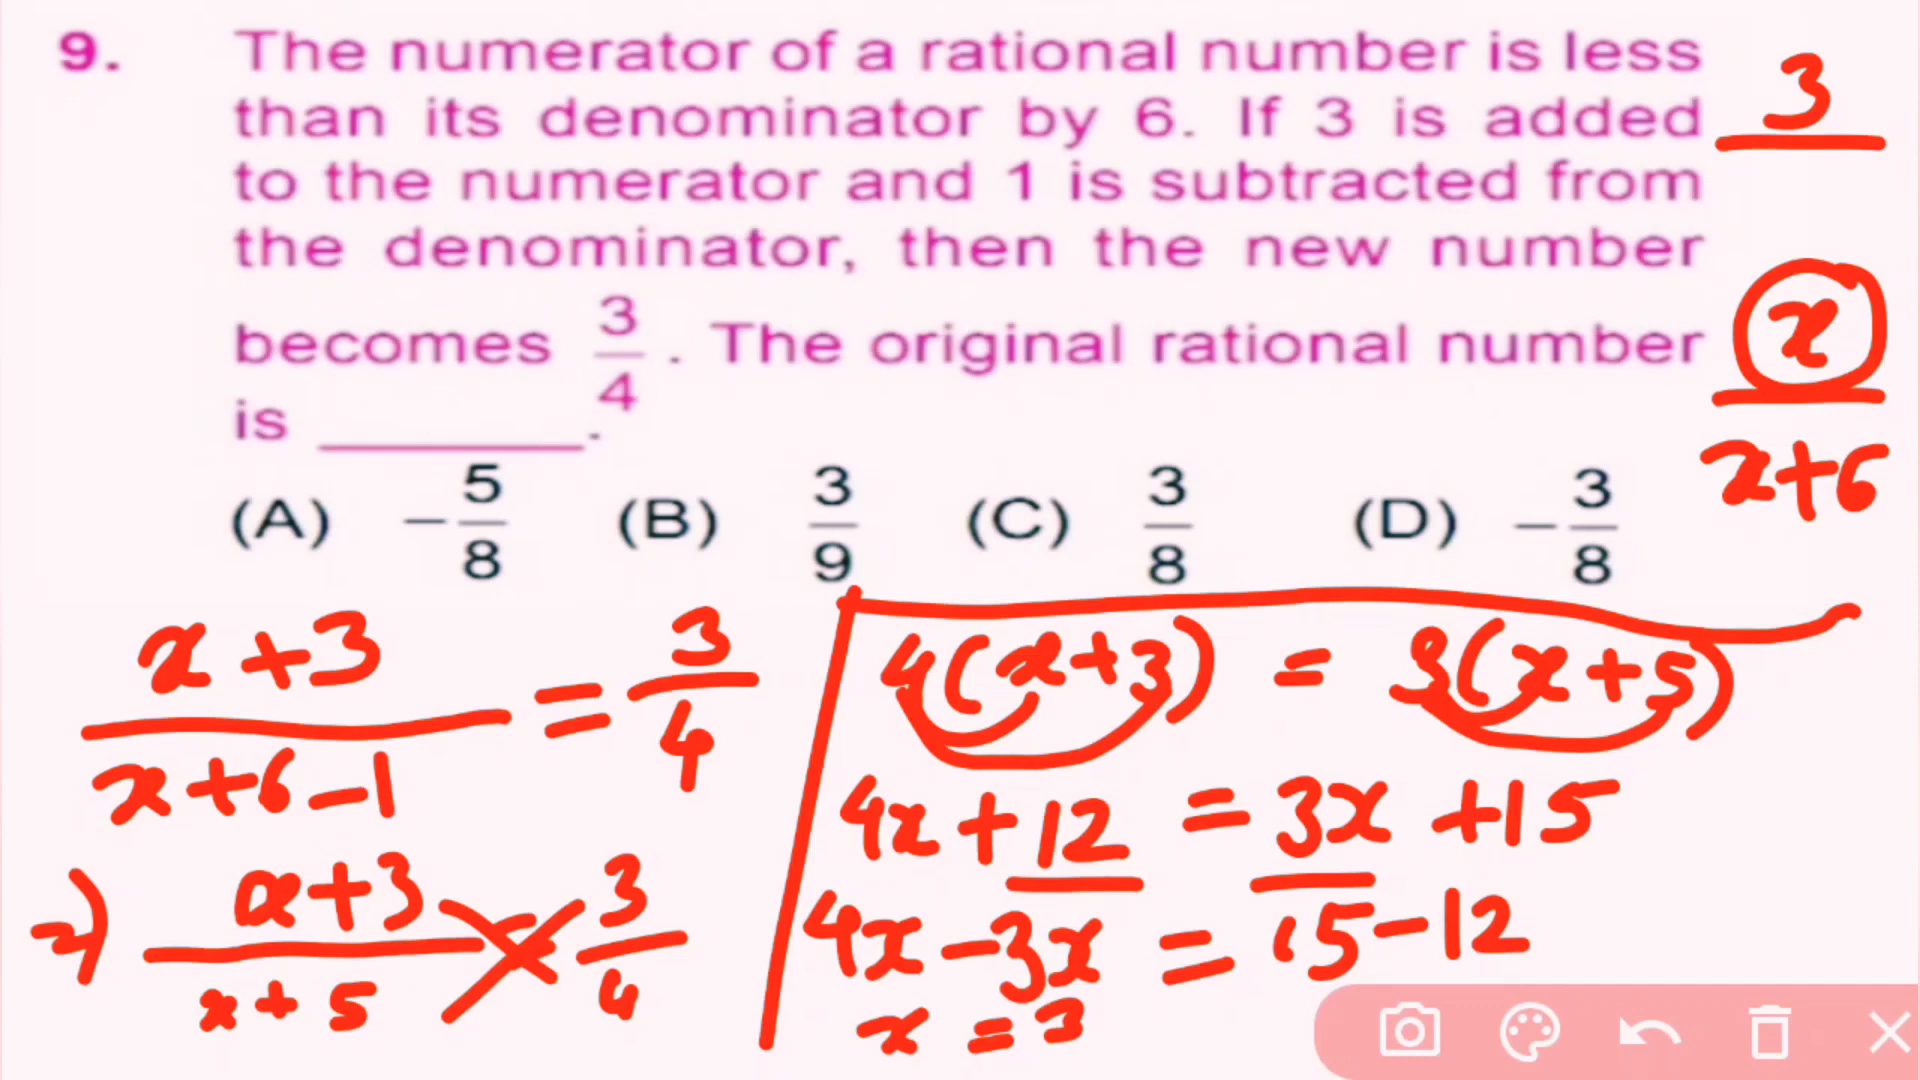 9. The numerator of a rational number is less
than its denominator by 6. If 3 is added
to the numerator and 1 is subtracted from
the denominator, then the new number
becomes 3/4. The original rational number
is ________.
(A) -5/8 (B) 3/9 (C) 3/8 (D) -3/8
3
x
x+6
x+3
x+6-1
= 3/4
=) x+3
x+5
= 3/4
4(x+3) = 3(x+5)
4x+12 = 3x+15
4x-3x = 15-12
x = 3